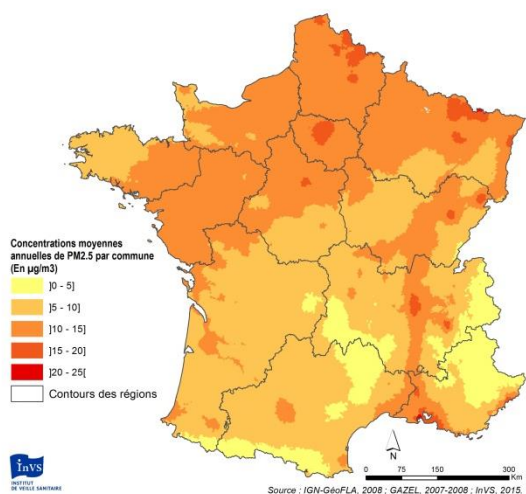 Concentrations moyennes
annuelles de PM2.5 par commune
(En µg/m3)
]0 - 5]
]5 - 10]
]10 - 15]
]15 - 20]
]20 - 25[
Contours des régions
InVS
INSTITUT
DE VEILLE SANITAIRE
N
0 75 150 300
Km
Source : IGN-GéoFLA, 2008 ; GAZEL, 2007-2008 ; InVS, 2015.